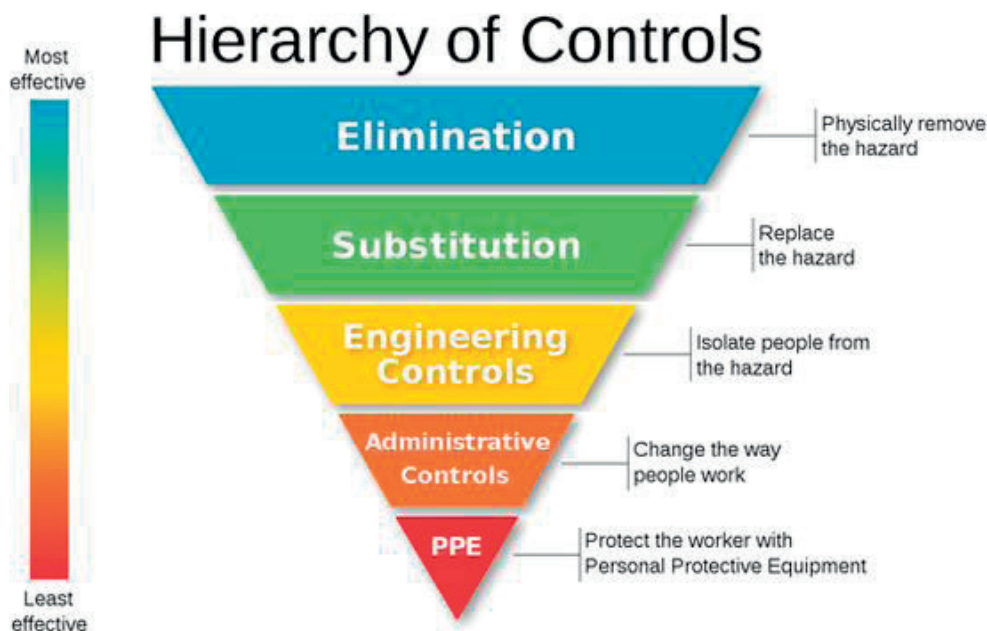 Hierarchy of Controls
Most
effective
Elimination
Physically remove
the hazard
Substitution
Replace
the hazard
Engineering
Controls
Isolate people from
the hazard
Administrative
Controls
Change the way
people work
PPE
Protect the worker with
Personal Protective Equipment
Least
effective